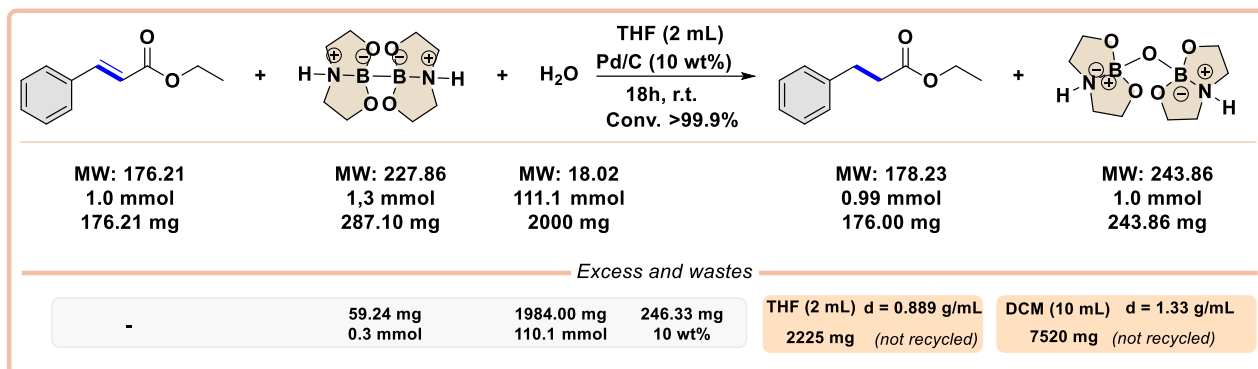 THF (2 mL)
Pd/C (10 wt%)
18h, r.t.
Conv. >99.9%
O
O
+
H
N
+
B
-
O
O
B
-
O
O
N
+
H
+
H2O
O
O
+
H
N
-
B
+
O
O
O
B
-
O
O
N
+
H
MW: 176.21
1.0 mmol
176.21 mg
MW: 227.86
1,3 mmol
287.10 mg
MW: 18.02
111.1 mmol
2000 mg
MW: 178.23
0.99 mmol
176.00 mg
MW: 243.86
1.0 mmol
243.86 mg
Excess and wastes
-
59.24 mg
0.3 mmol
1984.00 mg
110.1 mmol
246.33 mg
10 wt%
THF (2 mL) d = 0.889 g/mL
2225 mg (not recycled)
DCM (10 mL) d = 1.33 g/mL
7520 mg (not recycled)